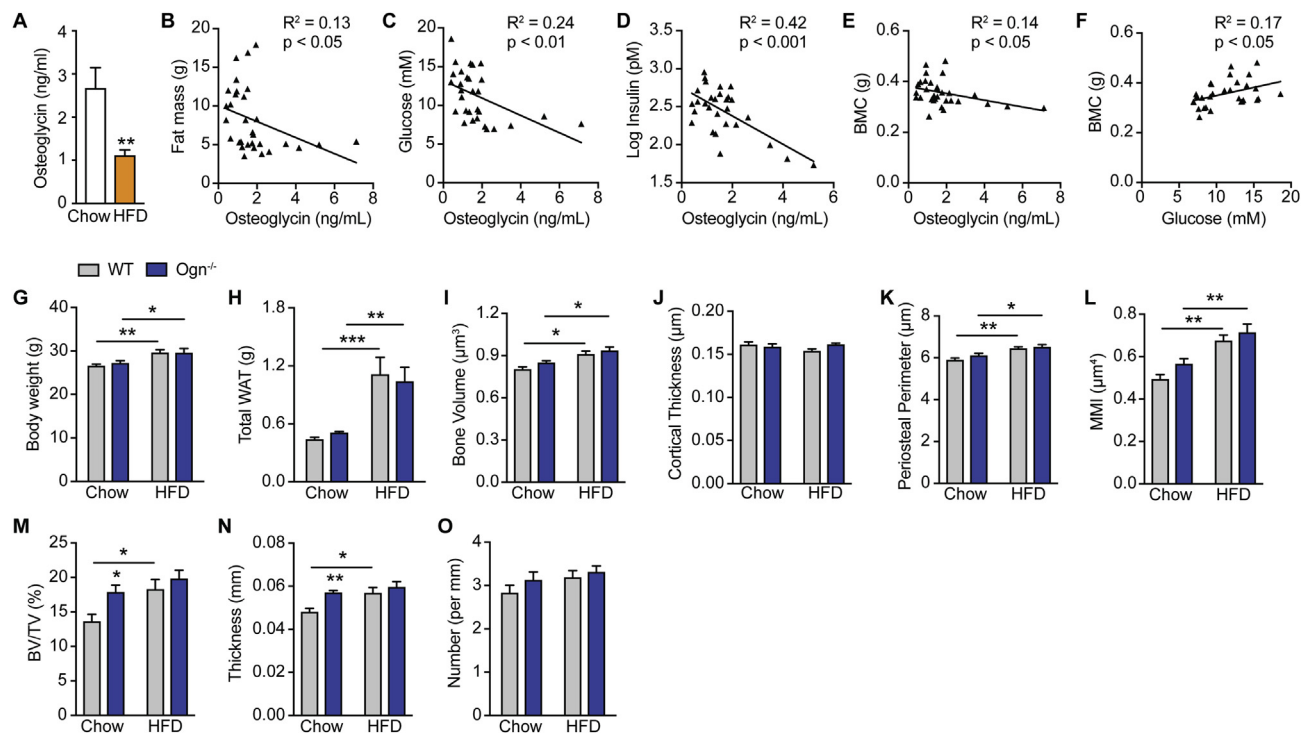 A
Osteoglycin (ng/ml)
4
3
2
1
0
**
Chow HFD
B
R² = 0.13
p < 0.05
Fat mass (g)
20
15
10
5
0
0 2 4 6 8
Osteoglycin (ng/mL)
C
R² = 0.24
p < 0.01
Glucose (mM)
20
15
10
5
0
0 2 4 6 8
Osteoglycin (ng/mL)
D
R² = 0.42
p < 0.001
Log Insulin (pM)
3.5
3.0
2.5
2.0
1.5
0 2 4 6
Osteoglycin (ng/mL)
E
R² = 0.14
p < 0.05
BMC (g)
0.6
0.4
0.2
0.0
0 2 4 6 8
Osteoglycin (ng/mL)
F
R² = 0.17
p < 0.05
BMC (g)
0.6
0.4
0.2
0.0
0 5 10 15 20
Glucose (mM)
WT Ogn⁻/⁻
G
Body weight (g)
40
30
20
10
0
*
**
Chow HFD
H
Total WAT (g)
1.8
1.2
0.6
0.0
**
***
Chow HFD
I
Bone Volume (µm³)
1.2
0.9
0.6
0.3
0.0
*
*
Chow HFD
J
Cortical Thickness (µm)
0.20
0.15
0.10
0.05
0.00
Chow HFD
K
Periosteal Perimeter (µm)
8
6
4
2
0
*
**
Chow HFD
L
MMI (µm⁴)
0.8
0.6
0.4
0.2
0.0
**
**
Chow HFD
M
BV/TV (%)
25
20
15
10
5
0
*
*
Chow HFD
N
Thickness (mm)
0.08
0.06
0.04
0.02
0.00
*
**
Chow HFD
O
Number (per mm)
4
3
2
1
0
Chow HFD